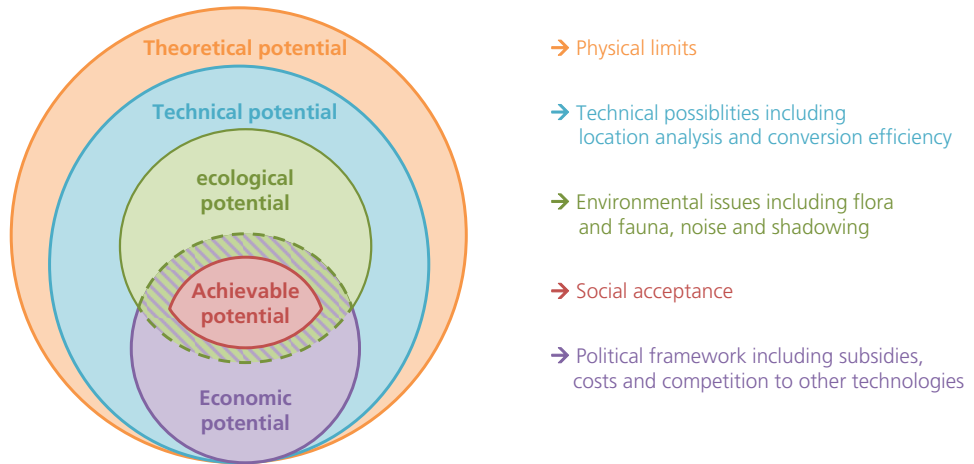 Theoretical potential
Technical potential
ecological
potential
Achievable
potential
Economic
potential
→ Physical limits
→ Technical possiblities including
location analysis and conversion efficiency
→ Environmental issues including flora
and fauna, noise and shadowing
→ Social acceptance
→ Political framework including subsidies,
costs and competition to other technologies